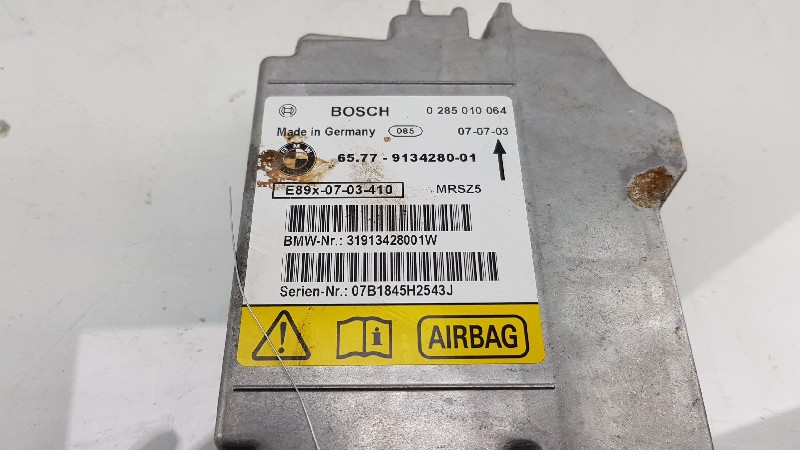 BOSCH 0 285 010 064
Made in Germany 085 07-07-03
BMW 65.77 - 9134280-01
E89x-07-03-410 MRSZ5
BMW-Nr.: 31913428001W
Serien-Nr.: 07B1845H2543J
AIRBAG